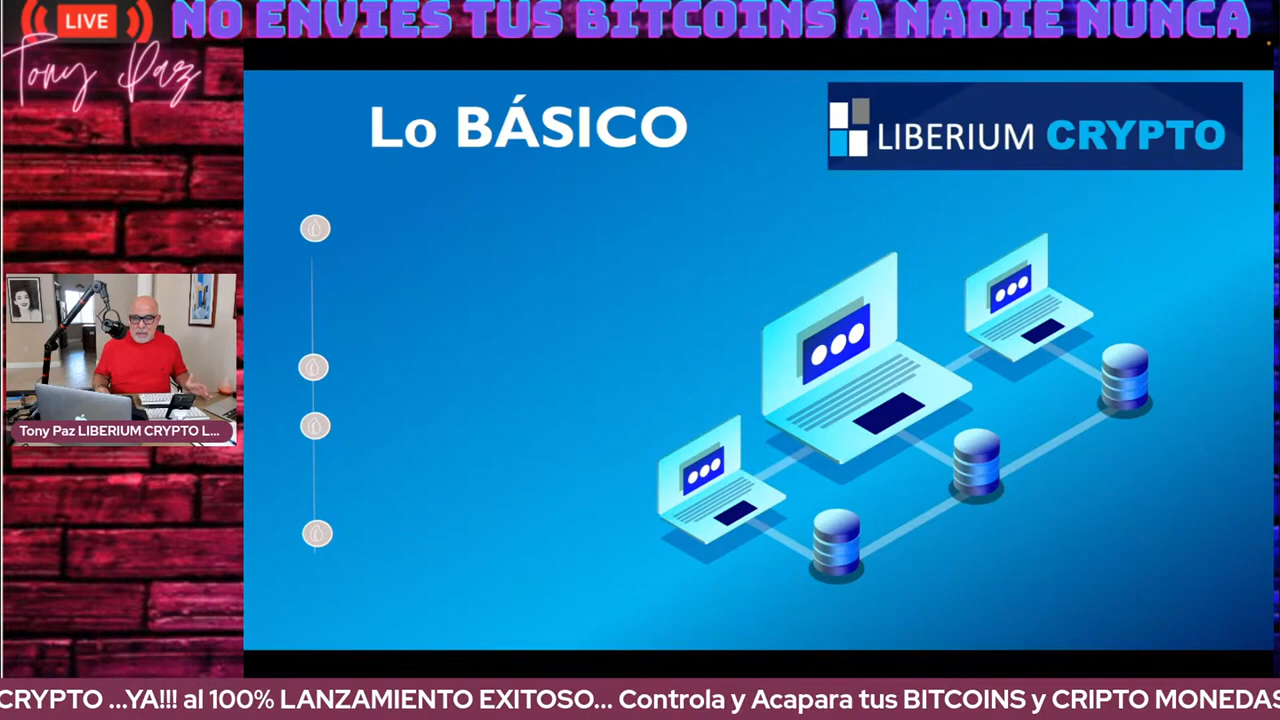 LIVE
NO ENVIES TUS BITCOINS A NADIE NUNCA
Tony Paz
Lo BÁSICO
LIBERIUM CRYPTO
Tony Paz LIBERIUM CRYPTO L...
CRYPTO ...YA!!! al 100% LANZAMIENTO EXITOSO... Controla y Acapara tus BITCOINS y CRIPTO MONEDAS